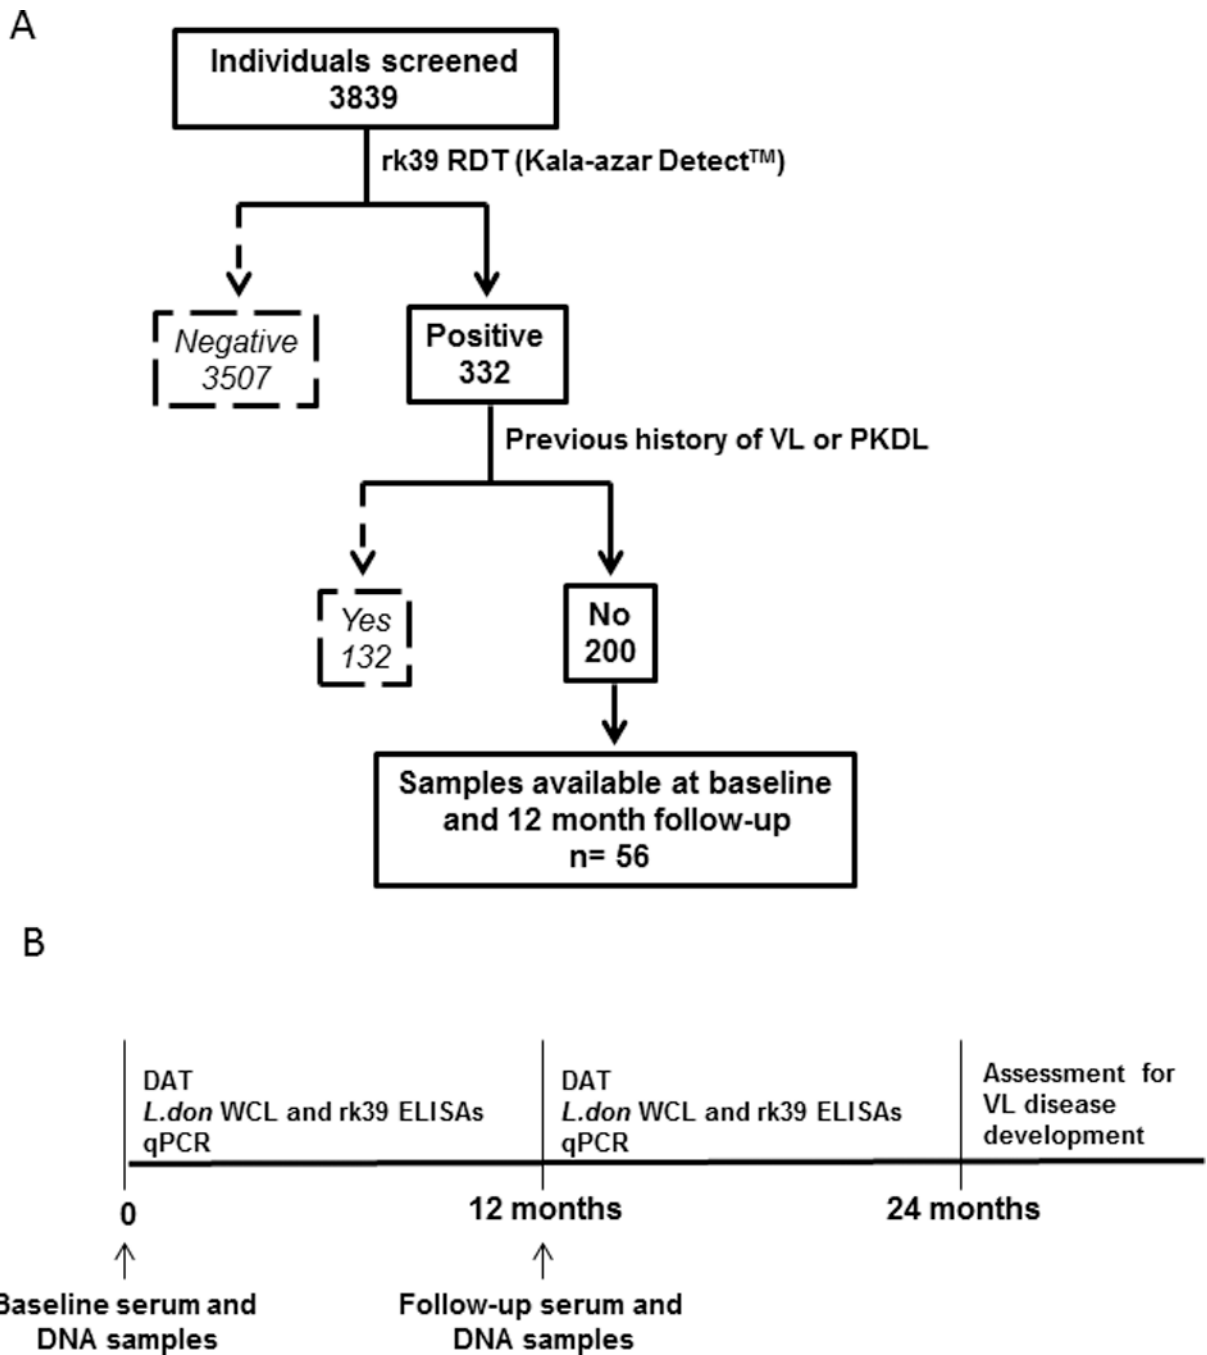 A
Individuals screened
3839
rk39 RDT (Kala-azar Detect™)
Negative
3507
Positive
332
Previous history of VL or PKDL
Yes
132
No
200
Samples available at baseline
and 12 month follow-up
n= 56
B
DAT
L.don WCL and rk39 ELISAs
qPCR
DAT
L.don WCL and rk39 ELISAs
qPCR
Assessment for
VL disease
development
0
12 months
24 months
Baseline serum and
DNA samples
Follow-up serum and
DNA samples